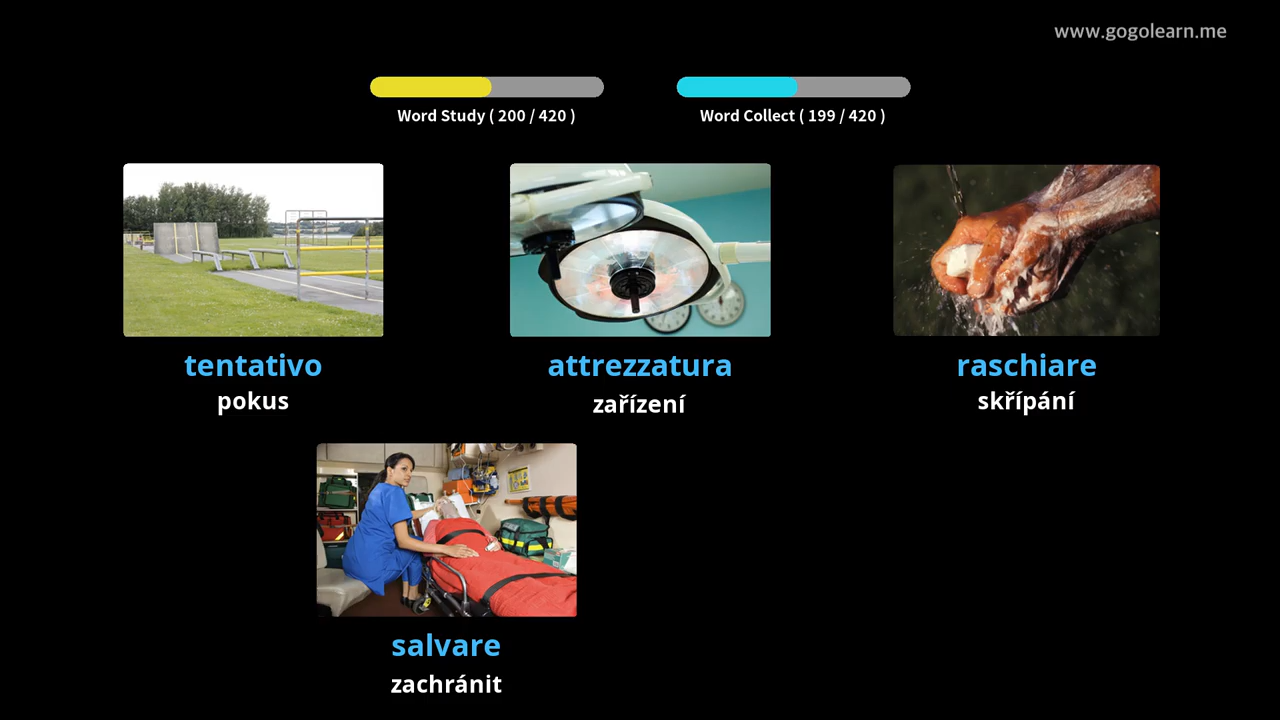 www.gogolearn.me
Word Study ( 200 / 420 )
Word Collect ( 199 / 420 )
tentativo
pokus
attrezzatura
zařízení
raschiare
skřípání
salvare
zachránit